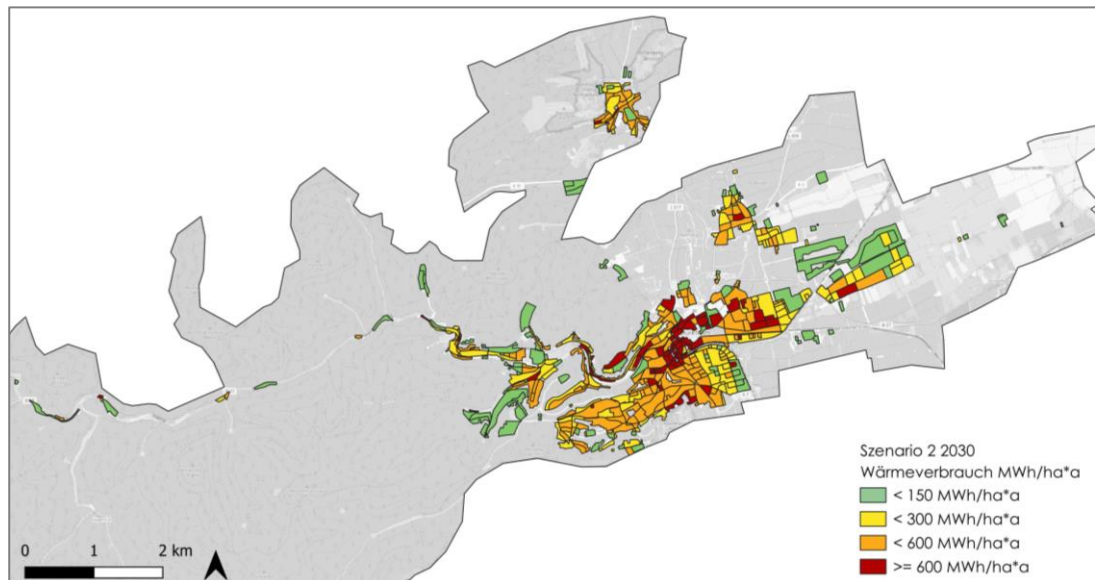 Szenario 2 2030
Wärmeverbrauch MWh/ha*a
< 150 MWh/ha*a
< 300 MWh/ha*a
< 600 MWh/ha*a
>= 600 MWh/ha*a
0 1 2 km